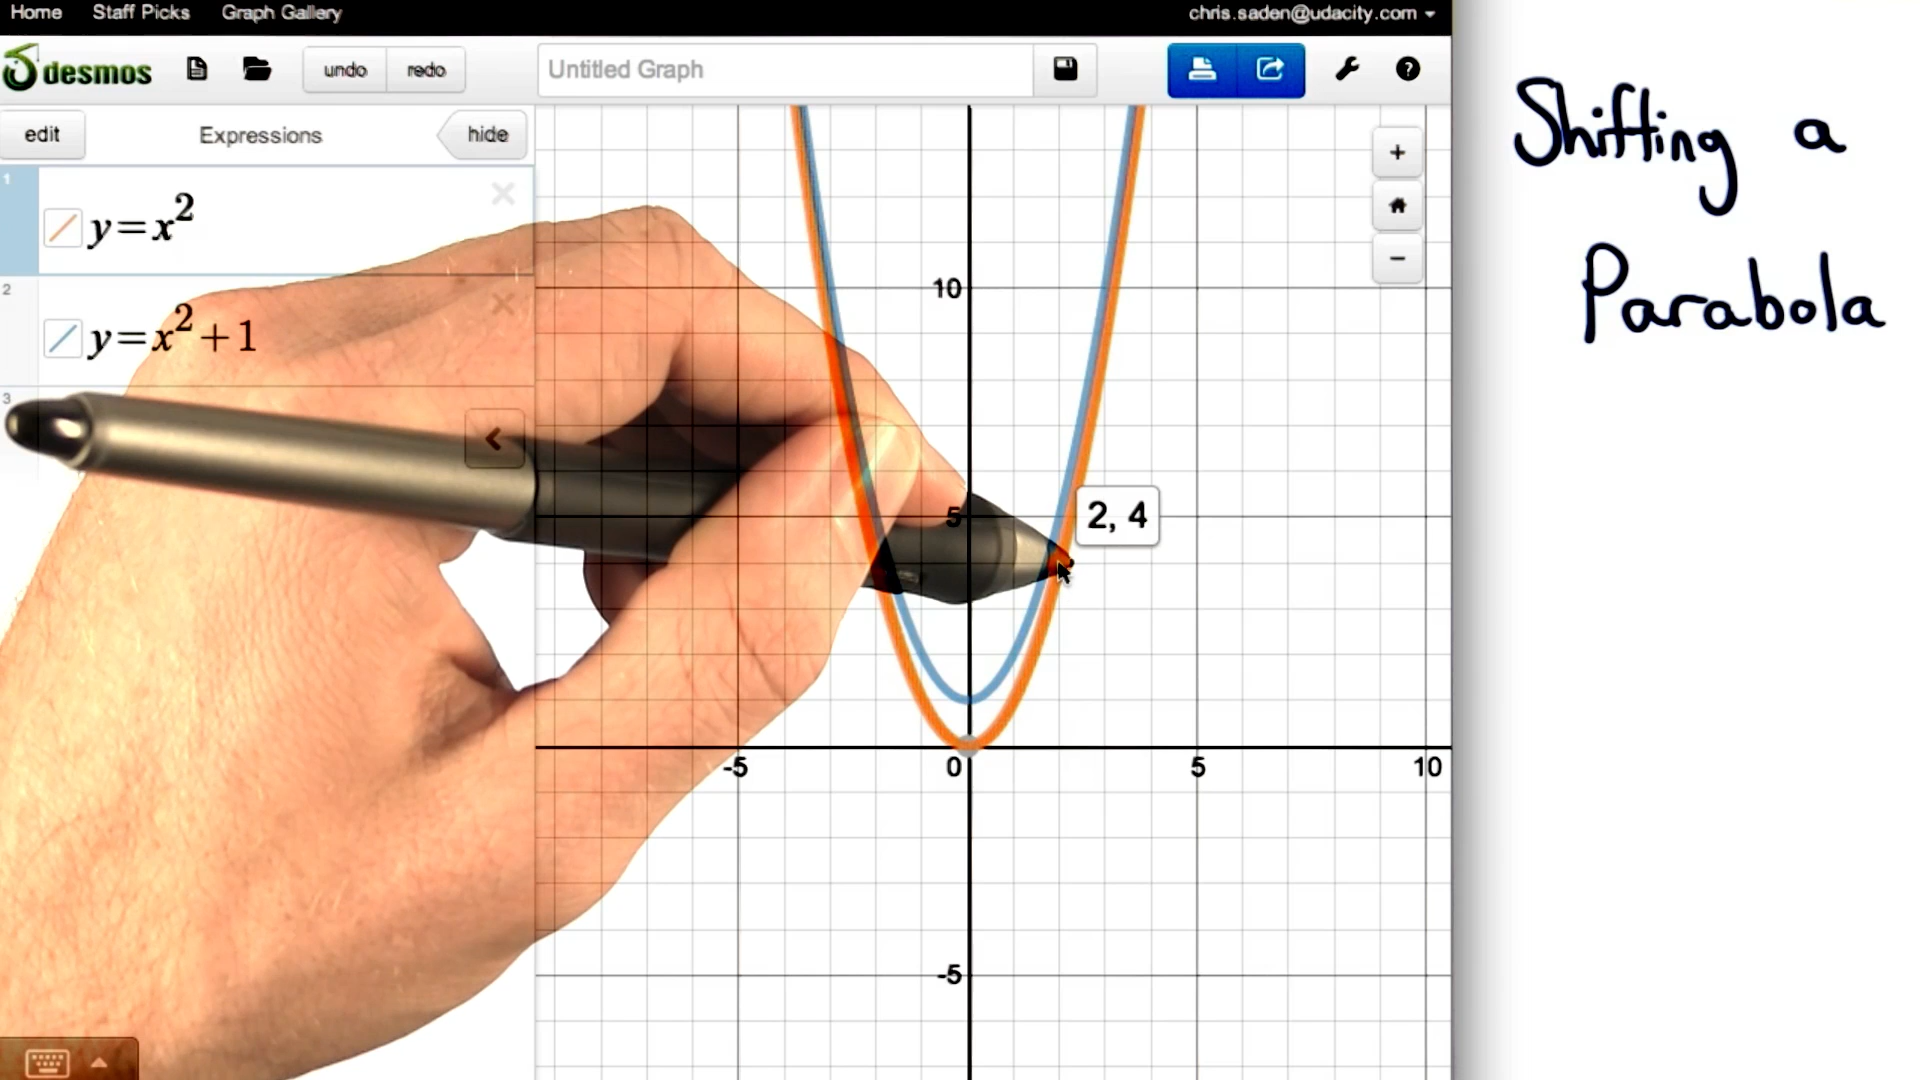 Home Staff Picks Graph Gallery chris.saden@udacity.com
desmos undo redo Untitled Graph
edit Expressions hide
1
y=x²
2
y=x²+1
3
+
−
10
5
2, 4
-5 0 5 10
-5
Shifting a
Parabola